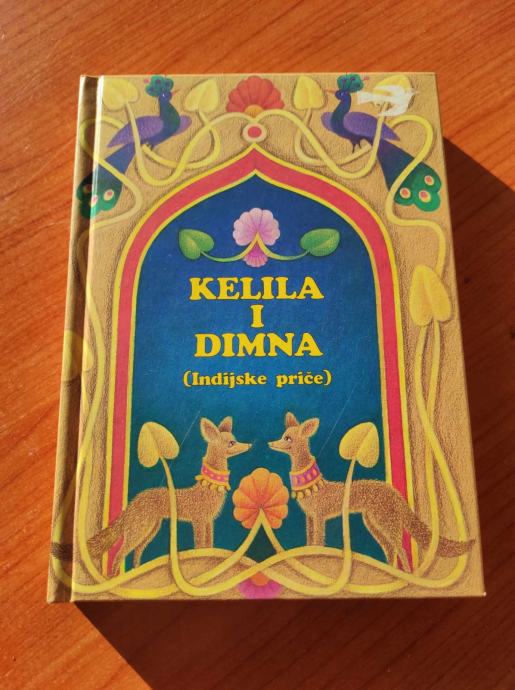 KELILA
I
DIMNA
(Indijske priče)